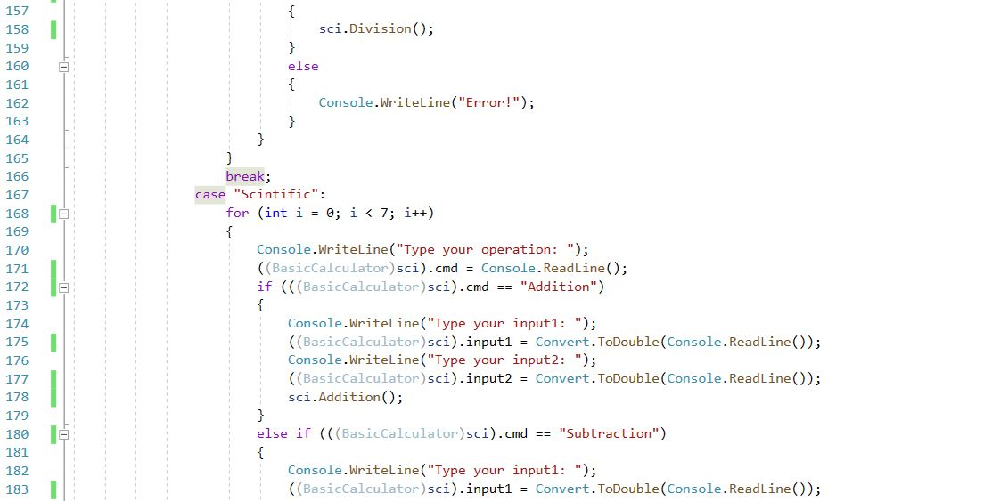 157 {
158 sci.Division();
159 }
160 else
161 {
162 Console.WriteLine("Error!");
163 }
164 }
165 }
166 break;
167 case "Scintific":
168 for (int i = 0; i < 7; i++)
169 {
170 Console.WriteLine("Type your operation: ");
171 ((BasicCalculator)sci).cmd = Console.ReadLine();
172 if (((BasicCalculator)sci).cmd == "Addition")
173 {
174 Console.WriteLine("Type your input1: ");
175 ((BasicCalculator)sci).input1 = Convert.ToDouble(Console.ReadLine());
176 Console.WriteLine("Type your input2: ");
177 ((BasicCalculator)sci).input2 = Convert.ToDouble(Console.ReadLine());
178 sci.Addition();
179 }
180 else if (((BasicCalculator)sci).cmd == "Subtraction")
181 {
182 Console.WriteLine("Type your input1: ");
183 ((BasicCalculator)sci).input1 = Convert.ToDouble(Console.ReadLine());